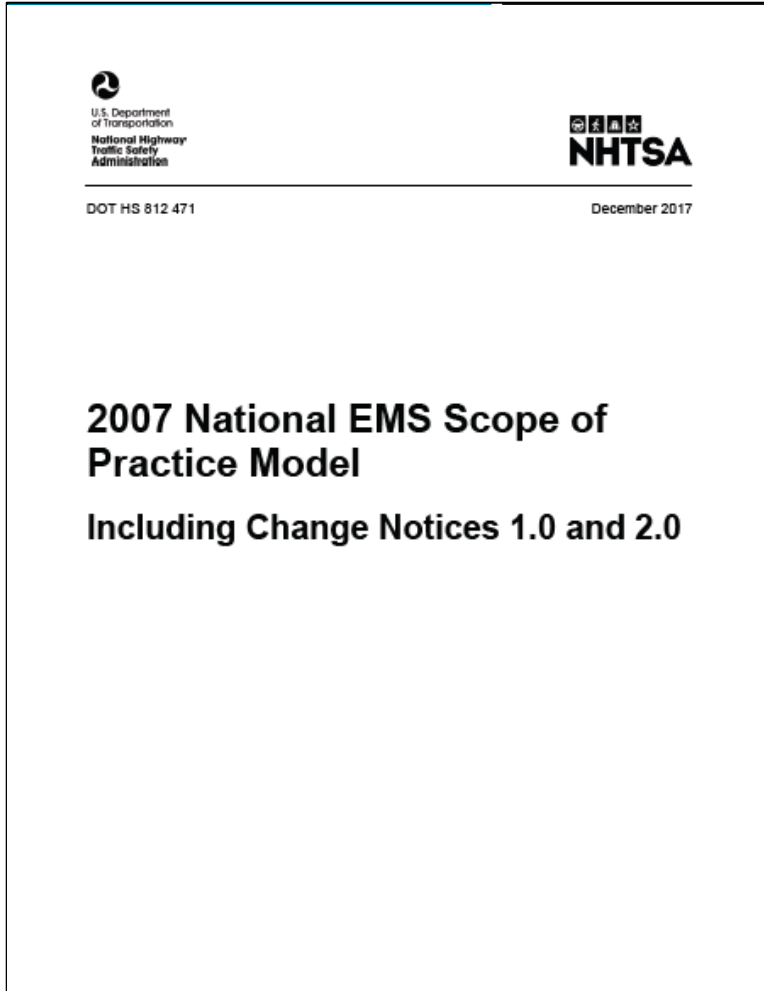 U.S. Department
of Transportation
National Highway
Traffic Safety
Administration
NHTSA
DOT HS 812 471
December 2017
2007 National EMS Scope of
Practice Model
Including Change Notices 1.0 and 2.0